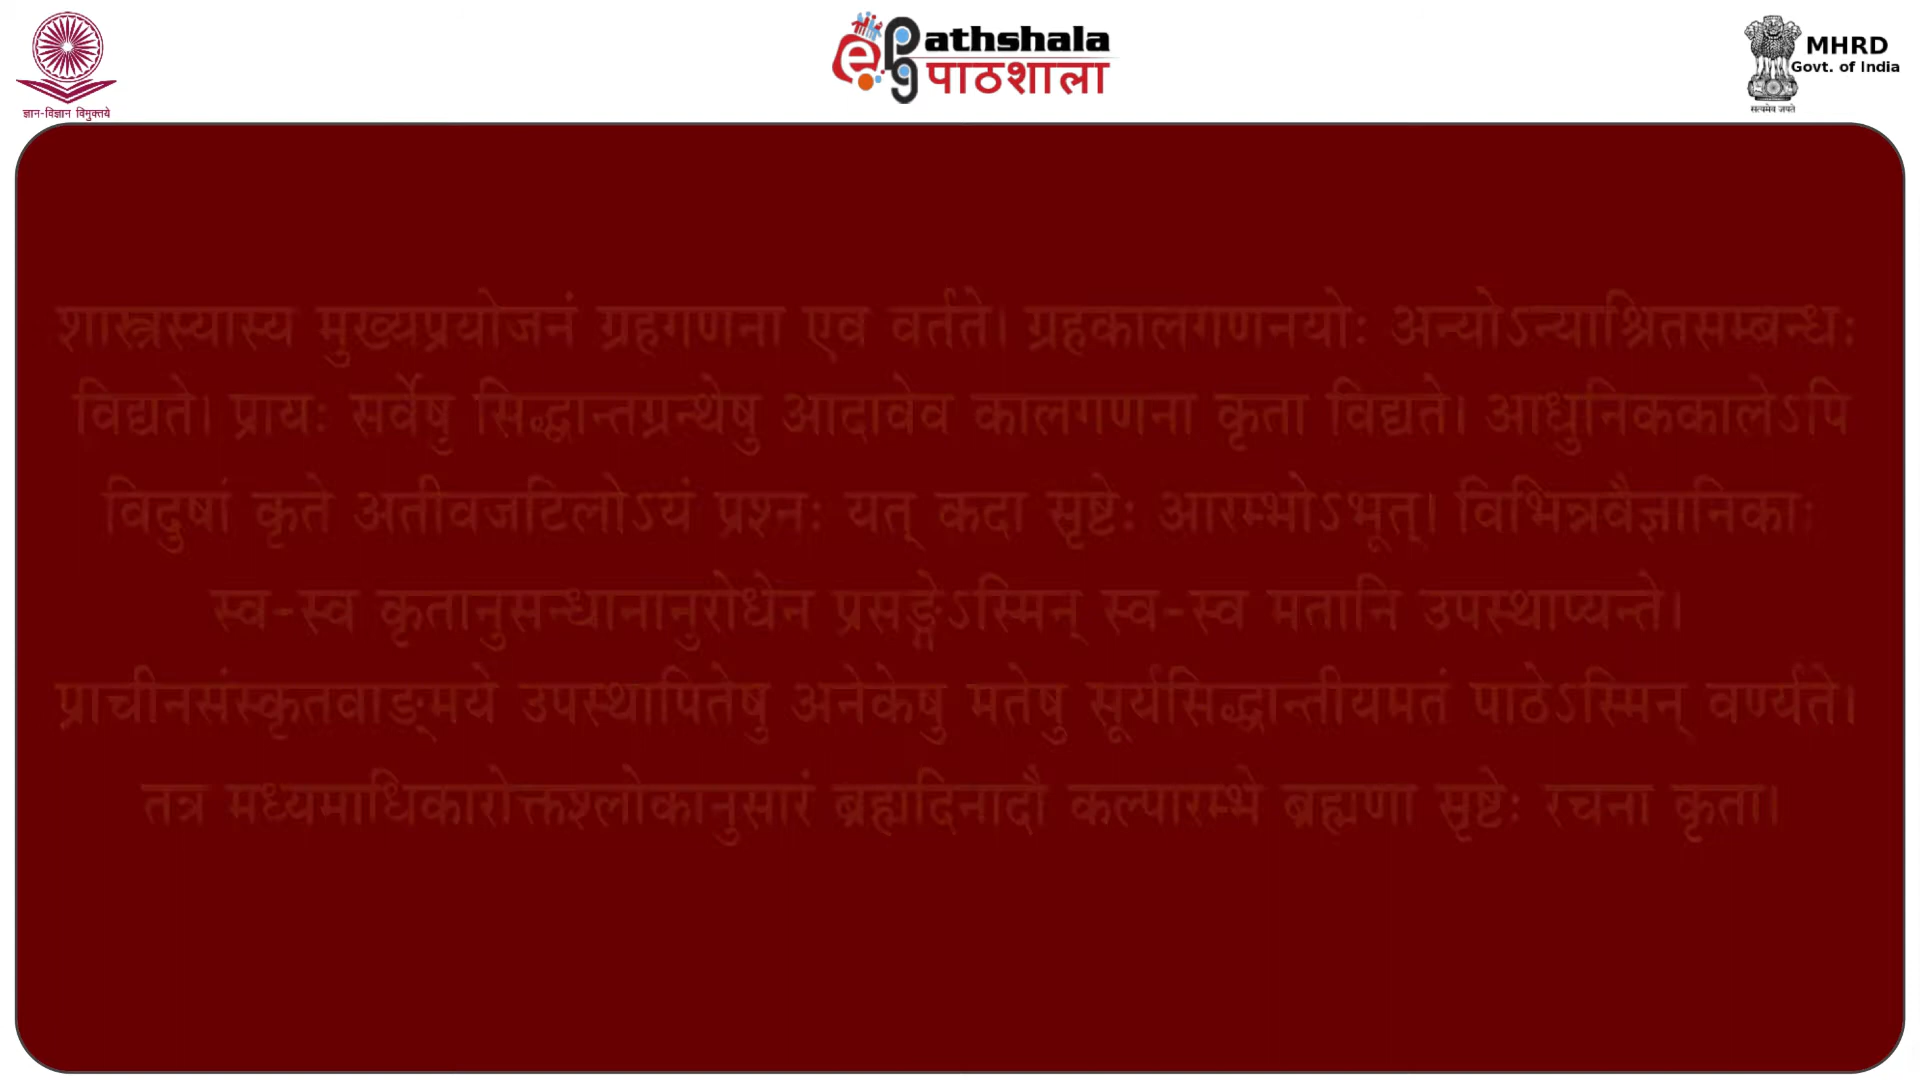 ePg Pathshala
पाठशाला
MHRD
Govt. of India
ज्ञान-विज्ञान विमुक्तये
सत्यमेव जयते
शास्त्रस्यास्य मुख्यप्रयोजनं ग्रहगणना एव वर्तते। ग्रहकालगणनयोः अन्योऽन्याश्रितसम्बन्धः
विद्यते। प्रायः सर्वेषु सिद्धान्तग्रन्थेषु आदावेव कालगणना कृता विद्यते। आधुनिककालेऽपि
विदुषां कृते अतीवजटिलोऽयं प्रश्नः यत् कदा सृष्टेः आरम्भोऽभूत्। विभिन्नवैज्ञानिकाः
स्व-स्व कृतानुसन्धानानुरोधेन प्रसङ्गेऽस्मिन् स्व-स्व मतानि उपस्थाप्यन्ते।
प्राचीनसंस्कृतवाङ्मये उपस्थापितेषु अनेकेषु मतेषु सूर्यसिद्धान्तीयमतं पाठेऽस्मिन् वर्ण्यते।
तत्र मध्यमाधिकारोक्तश्लोकानुसारं ब्रह्मदिनादौ कल्पारम्भे ब्रह्मणा सृष्टेः रचना कृता।